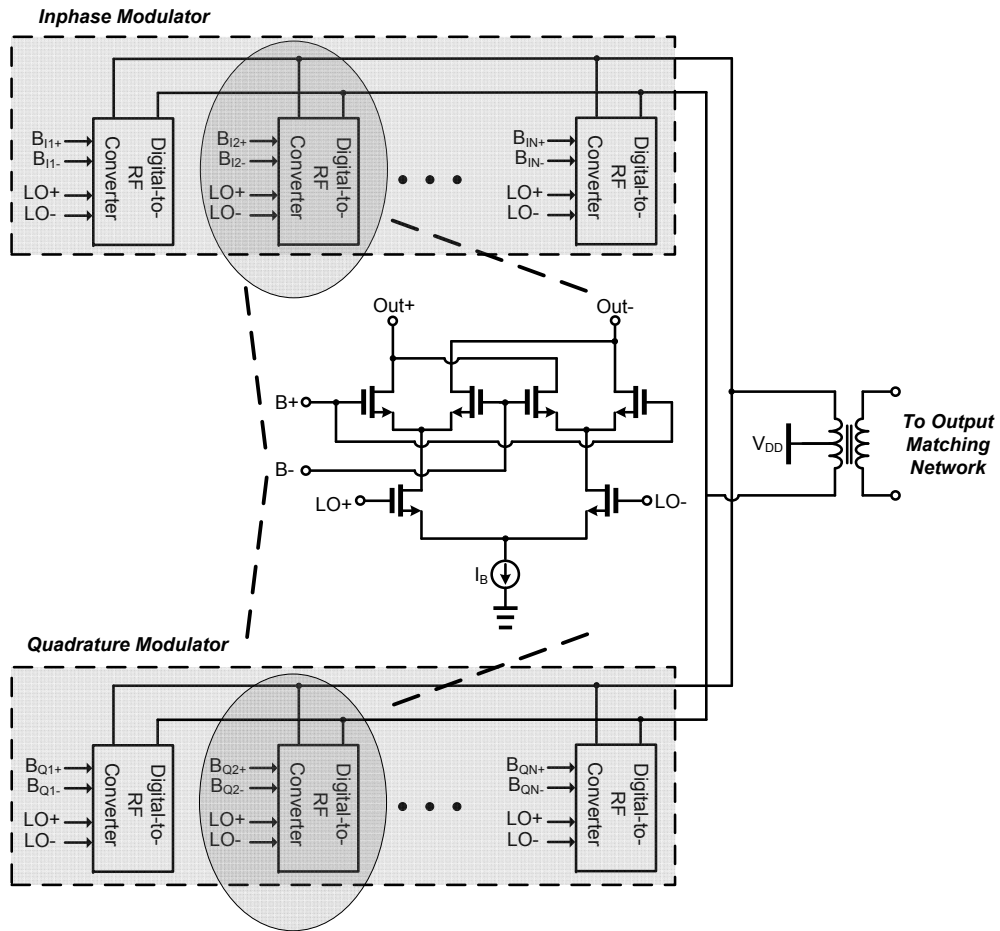 Inphase Modulator
B_I1+
B_I1-
LO+
LO-
Digital-to-
RF
Converter
B_I2+
B_I2-
LO+
LO-
Digital-to-
RF
Converter
B_IN+
B_IN-
LO+
LO-
Digital-to-
RF
Converter
Out+
Out-
B+
B-
LO+
LO-
I_B
V_DD
To Output
Matching
Network
Quadrature Modulator
B_Q1+
B_Q1-
LO+
LO-
Digital-to-
RF
Converter
B_Q2+
B_Q2-
LO+
LO-
Digital-to-
RF
Converter
B_QN+
B_QN-
LO+
LO-
Digital-to-
RF
Converter